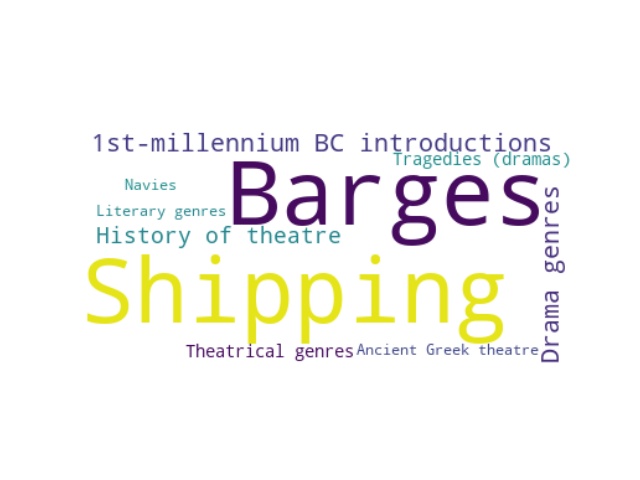 1st-millennium BC introductions
Tragedies (dramas)
Barges
Navies
Literary genres
History of theatre
Drama genres
Shipping
Theatrical genres
Ancient Greek theatre